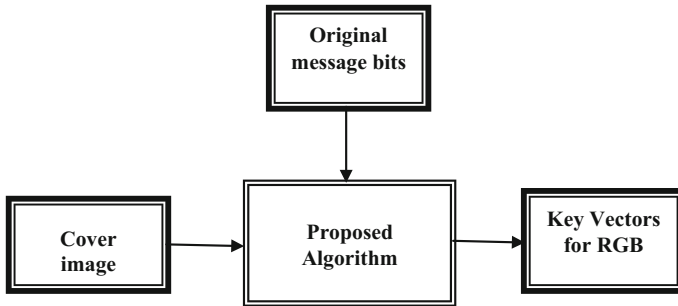 Original
message bits
Cover
image
Proposed
Algorithm
Key Vectors
for RGB